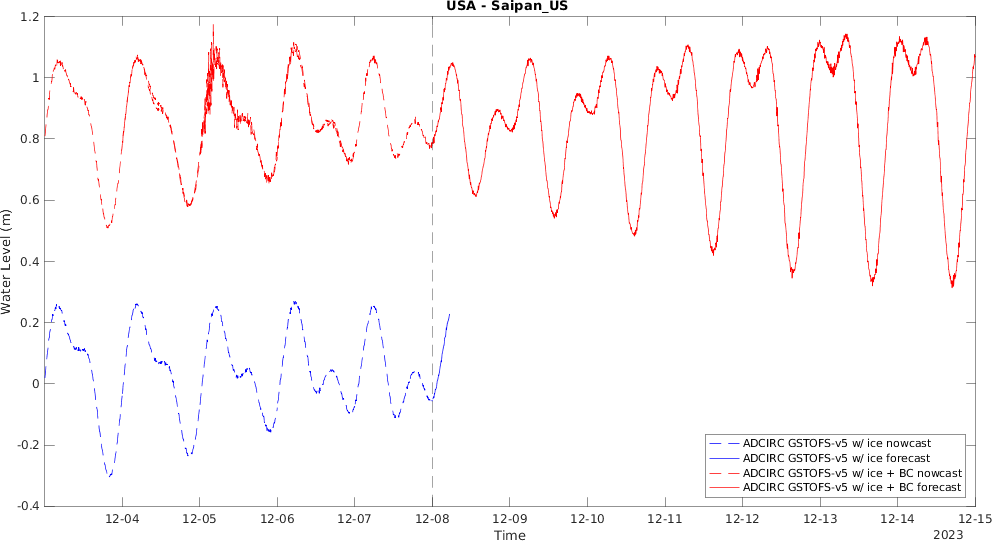 USA - Saipan_US
Water Level (m)
1.2
1
0.8
0.6
0.4
0.2
0
-0.2
-0.4
ADCIRC GSTOFS-v5 w/ ice nowcast
ADCIRC GSTOFS-v5 w/ ice forecast
ADCIRC GSTOFS-v5 w/ ice + BC nowcast
ADCIRC GSTOFS-v5 w/ ice + BC forecast
12-04 12-05 12-06 12-07 12-08 12-09 12-10 12-11 12-12 12-13 12-14 12-15
Time
2023